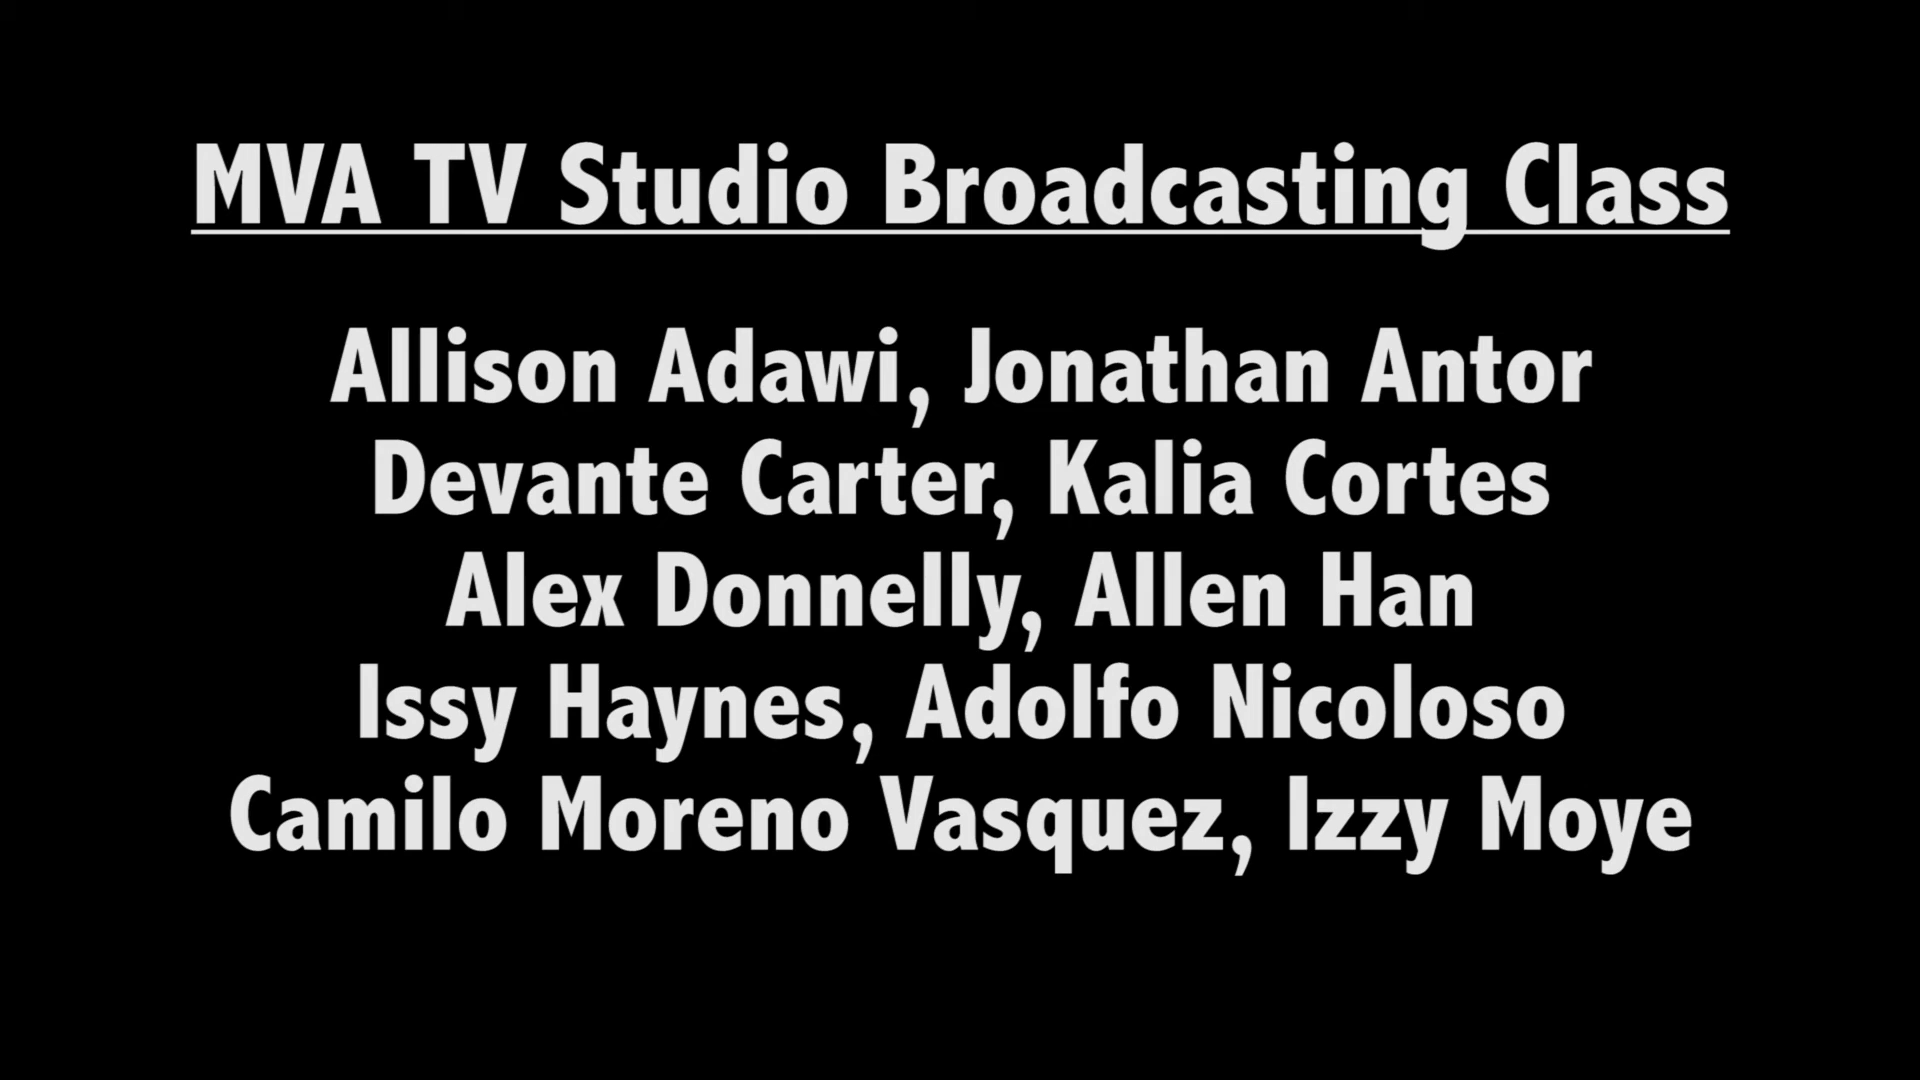 MVA TV Studio Broadcasting Class
Allison Adawi, Jonathan Antor
Devante Carter, Kalia Cortes
Alex Donnelly, Allen Han
Issy Haynes, Adolfo Nicoloso
Camilo Moreno Vasquez, Izzy Moye